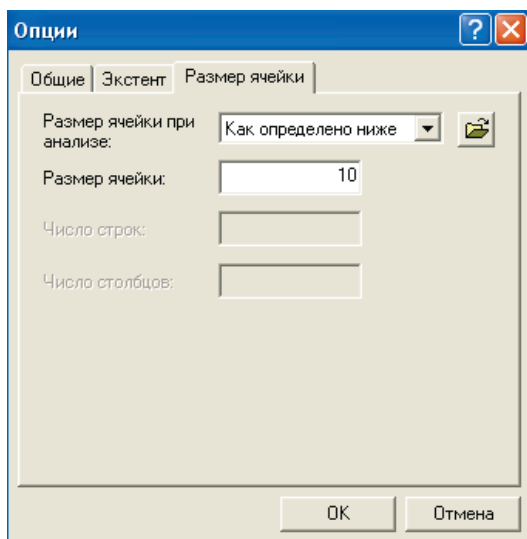 Опции
Общие Экстент Размер ячейки
Размер ячейки при анализе: Как определено ниже
Размер ячейки: 10
Число строк:
Число столбцов:
OK Отмена